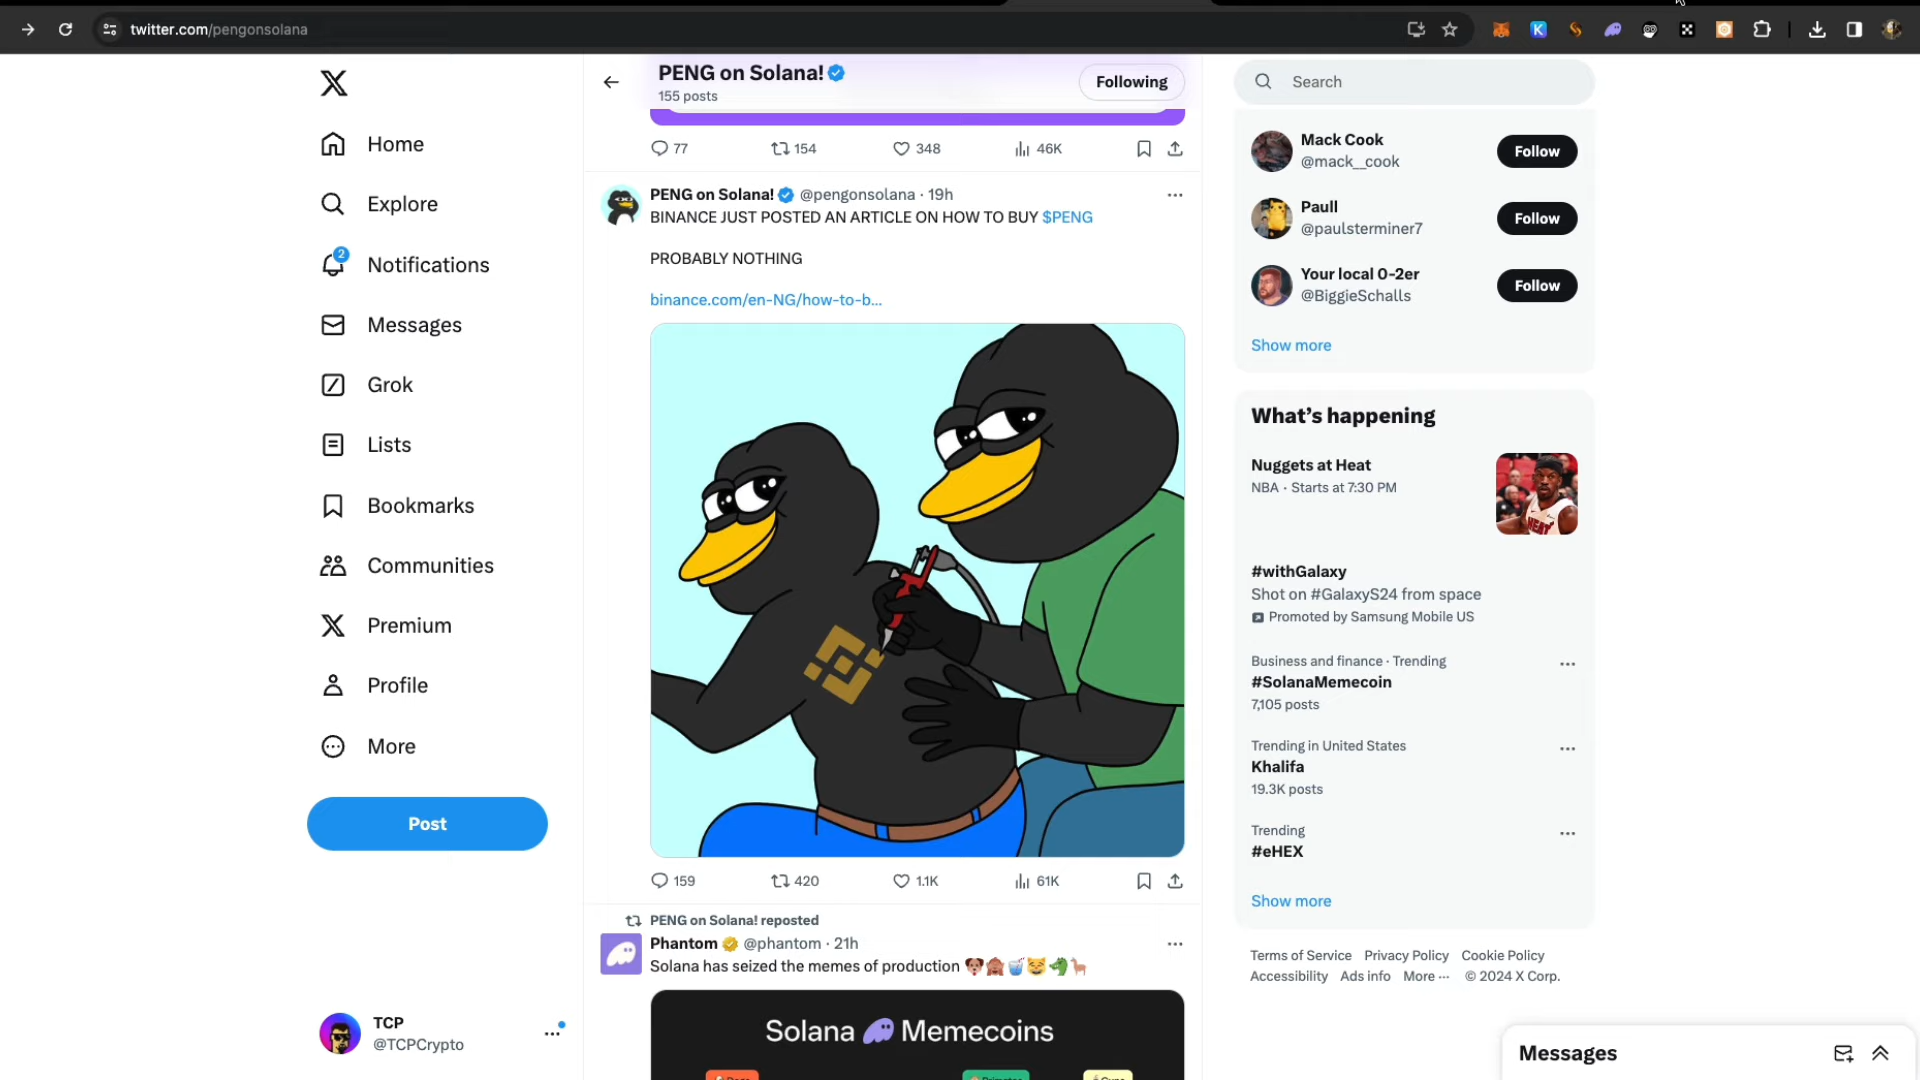 twitter.com/pengonsolana
PENG on Solana!
155 posts
Following
Search
77 154 348 46K
PENG on Solana! @pengonsolana · 19h
BINANCE JUST POSTED AN ARTICLE ON HOW TO BUY $PENG
PROBABLY NOTHING
binance.com/en-NG/how-to-b...
159 420 1.1K 61K
PENG on Solana! reposted
Phantom @phantom · 21h
Solana has seized the memes of production
Solana Memecoins
Home
Explore
2
Notifications
Messages
Grok
Lists
Bookmarks
Communities
Premium
Profile
More
Post
TCP
@TCPCrypto
Mack Cook
@mack__cook
Follow
Paull
@paulsterminer7
Follow
Your local 0-2er
@BiggieSchalls
Follow
Show more
What's happening
Nuggets at Heat
NBA · Starts at 7:30 PM
HEAT
#withGalaxy
Shot on #GalaxyS24 from space
Promoted by Samsung Mobile US
Business and finance · Trending
#SolanaMemecoin
7,105 posts
Trending in United States
Khalifa
19.3K posts
Trending
#eHEX
Show more
Terms of Service Privacy Policy Cookie Policy
Accessibility Ads info More ··· © 2024 X Corp.
Messages